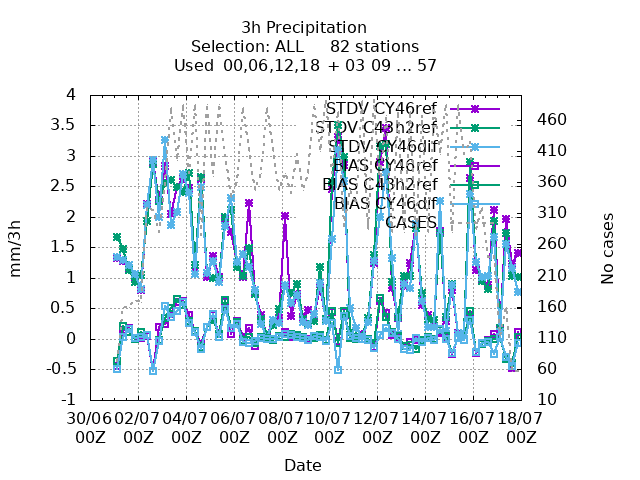 3h Precipitation
Selection: ALL 82 stations
Used 00,06,12,18 + 03 09 ... 57
STDV CY46ref
STDV C43h2ref
STDV CY46dif
BIAS CY46ref
BIAS C43h2ref
BIAS CY46dif
CASES
4
3.5
3
2.5
2
1.5
1
0.5
0
-0.5
-1
460
410
360
310
260
210
160
110
60
10
mm/3h
No cases
30/06 02/07 04/07 06/07 08/07 10/07 12/07 14/07 16/07 18/07
00Z 00Z 00Z 00Z 00Z 00Z 00Z 00Z 00Z 00Z
Date